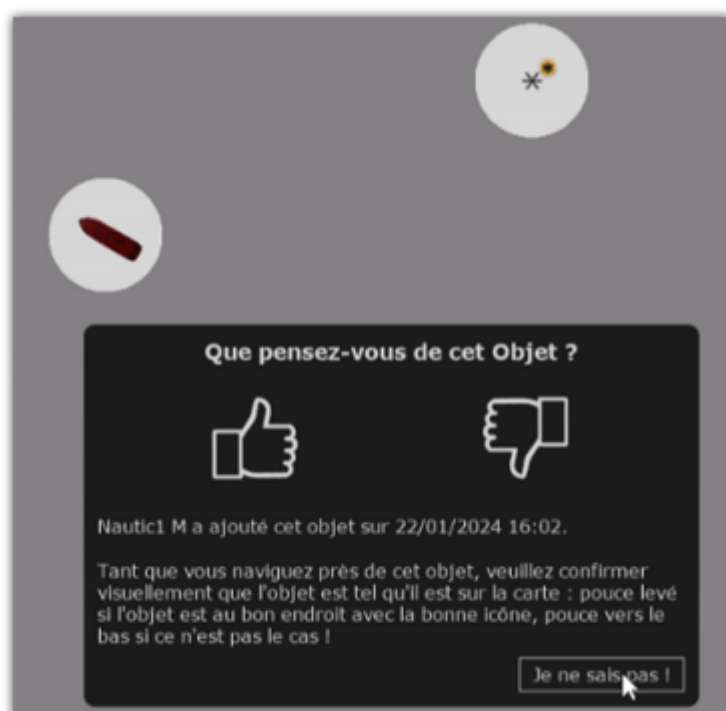 Que pensez-vous de cet Objet ?
Nautic1 M a ajouté cet objet sur 22/01/2024 16:02.
Tant que vous naviguez près de cet objet, veuillez confirmer
visuellement que l'objet est tel qu'il est sur la carte : pouce levé
si l'objet est au bon endroit avec la bonne icône, pouce vers le
bas si ce n'est pas le cas !
Je ne sais pas !